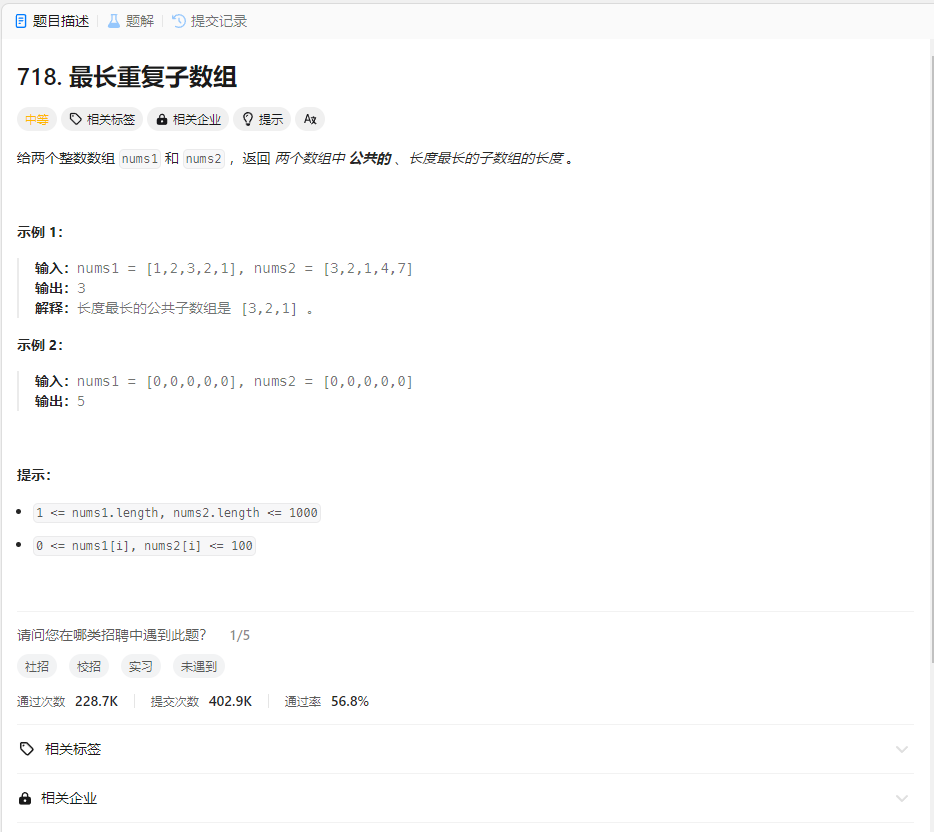 题目描述 题解 提交记录
718. 最长重复子数组
中等 相关标签 相关企业 提示 Aя
给两个整数数组 nums1 和 nums2 ，返回 两个数组中 公共的 、长度最长的子数组的长度 。
示例 1：
输入：nums1 = [1,2,3,2,1], nums2 = [3,2,1,4,7]
输出：3
解释：长度最长的公共子数组是 [3,2,1] 。
示例 2：
输入：nums1 = [0,0,0,0,0], nums2 = [0,0,0,0,0]
输出：5
提示：
1 <= nums1.length, nums2.length <= 1000
0 <= nums1[i], nums2[i] <= 100
请问您在哪类招聘中遇到此题？ 1/5
社招 校招 实习 未遇到
通过次数 228.7K 提交次数 402.9K 通过率 56.8%
相关标签
相关企业